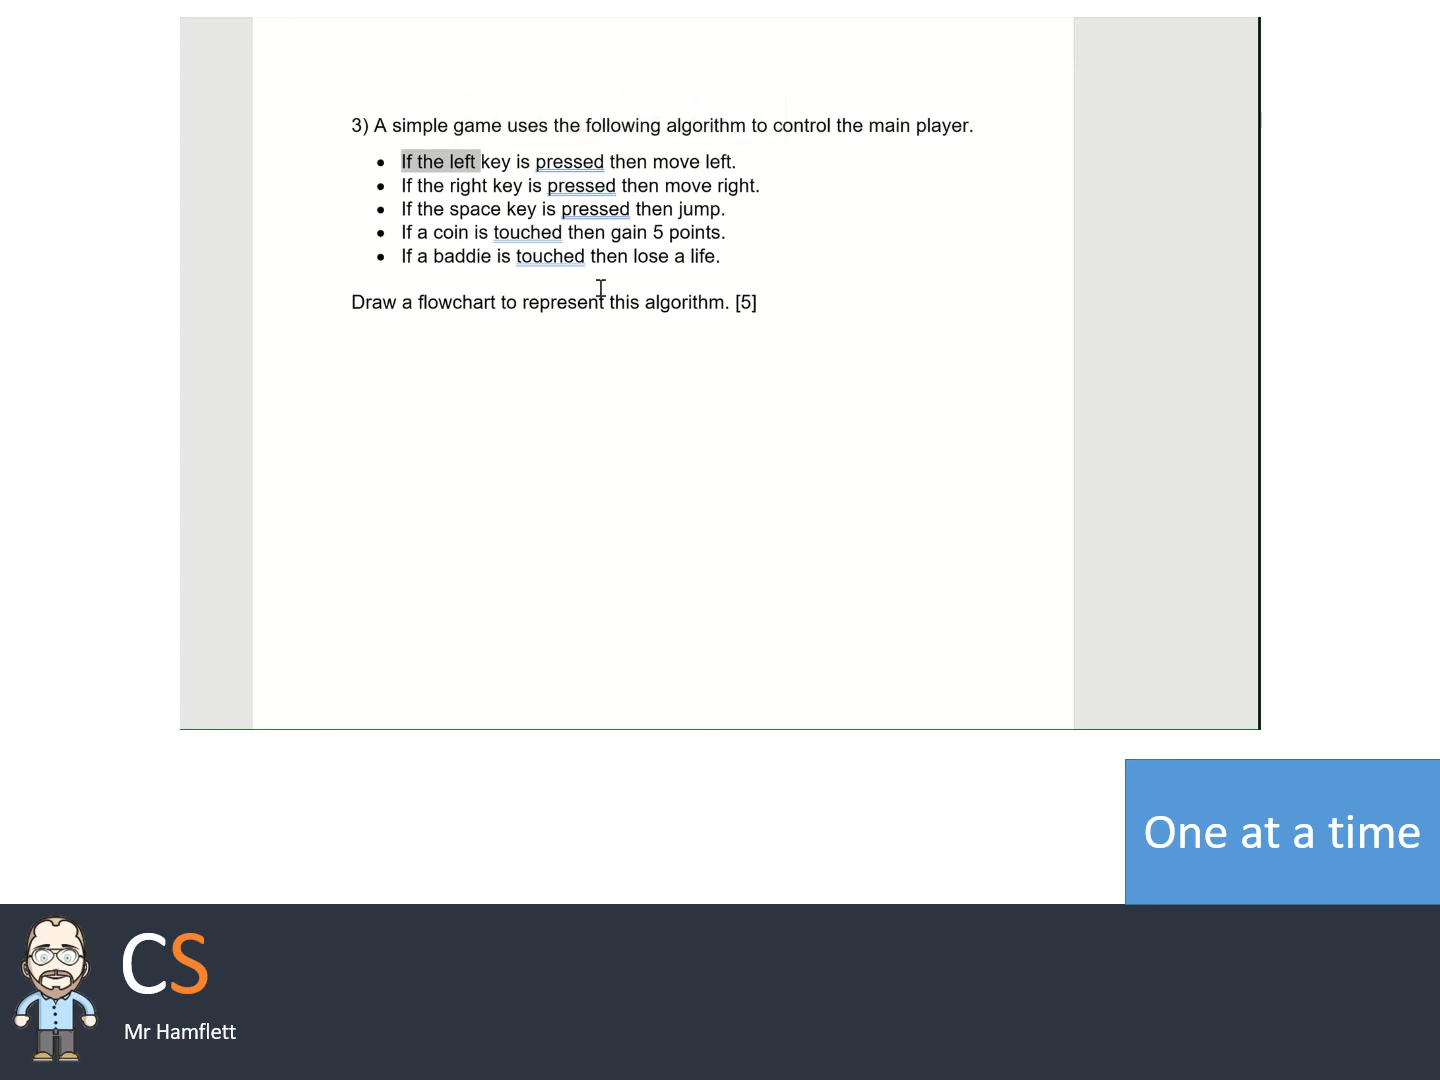 3) A simple game uses the following algorithm to control the main player.
• If the left key is pressed then move left.
• If the right key is pressed then move right.
• If the space key is pressed then jump.
• If a coin is touched then gain 5 points.
• If a baddie is touched then lose a life.
Draw a flowchart to represent this algorithm. [5]
One at a time
CS
Mr Hamflett